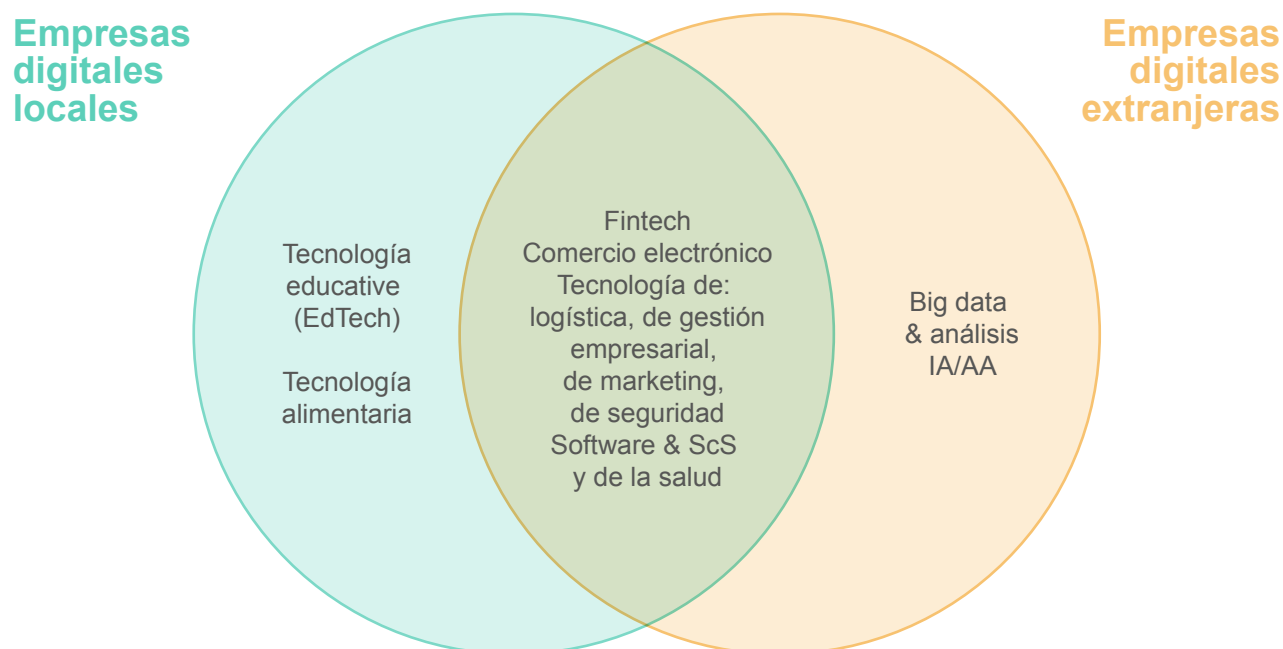 Empresas
digitales
locales
Empresas
digitales
extranjeras
Tecnología
educative
(EdTech)
Tecnología
alimentaria
Fintech
Comercio electrónico
Tecnología de:
logística, de gestión
empresarial,
de marketing,
de seguridad
Software & ScS
y de la salud
Big data
& análisis
IA/AA